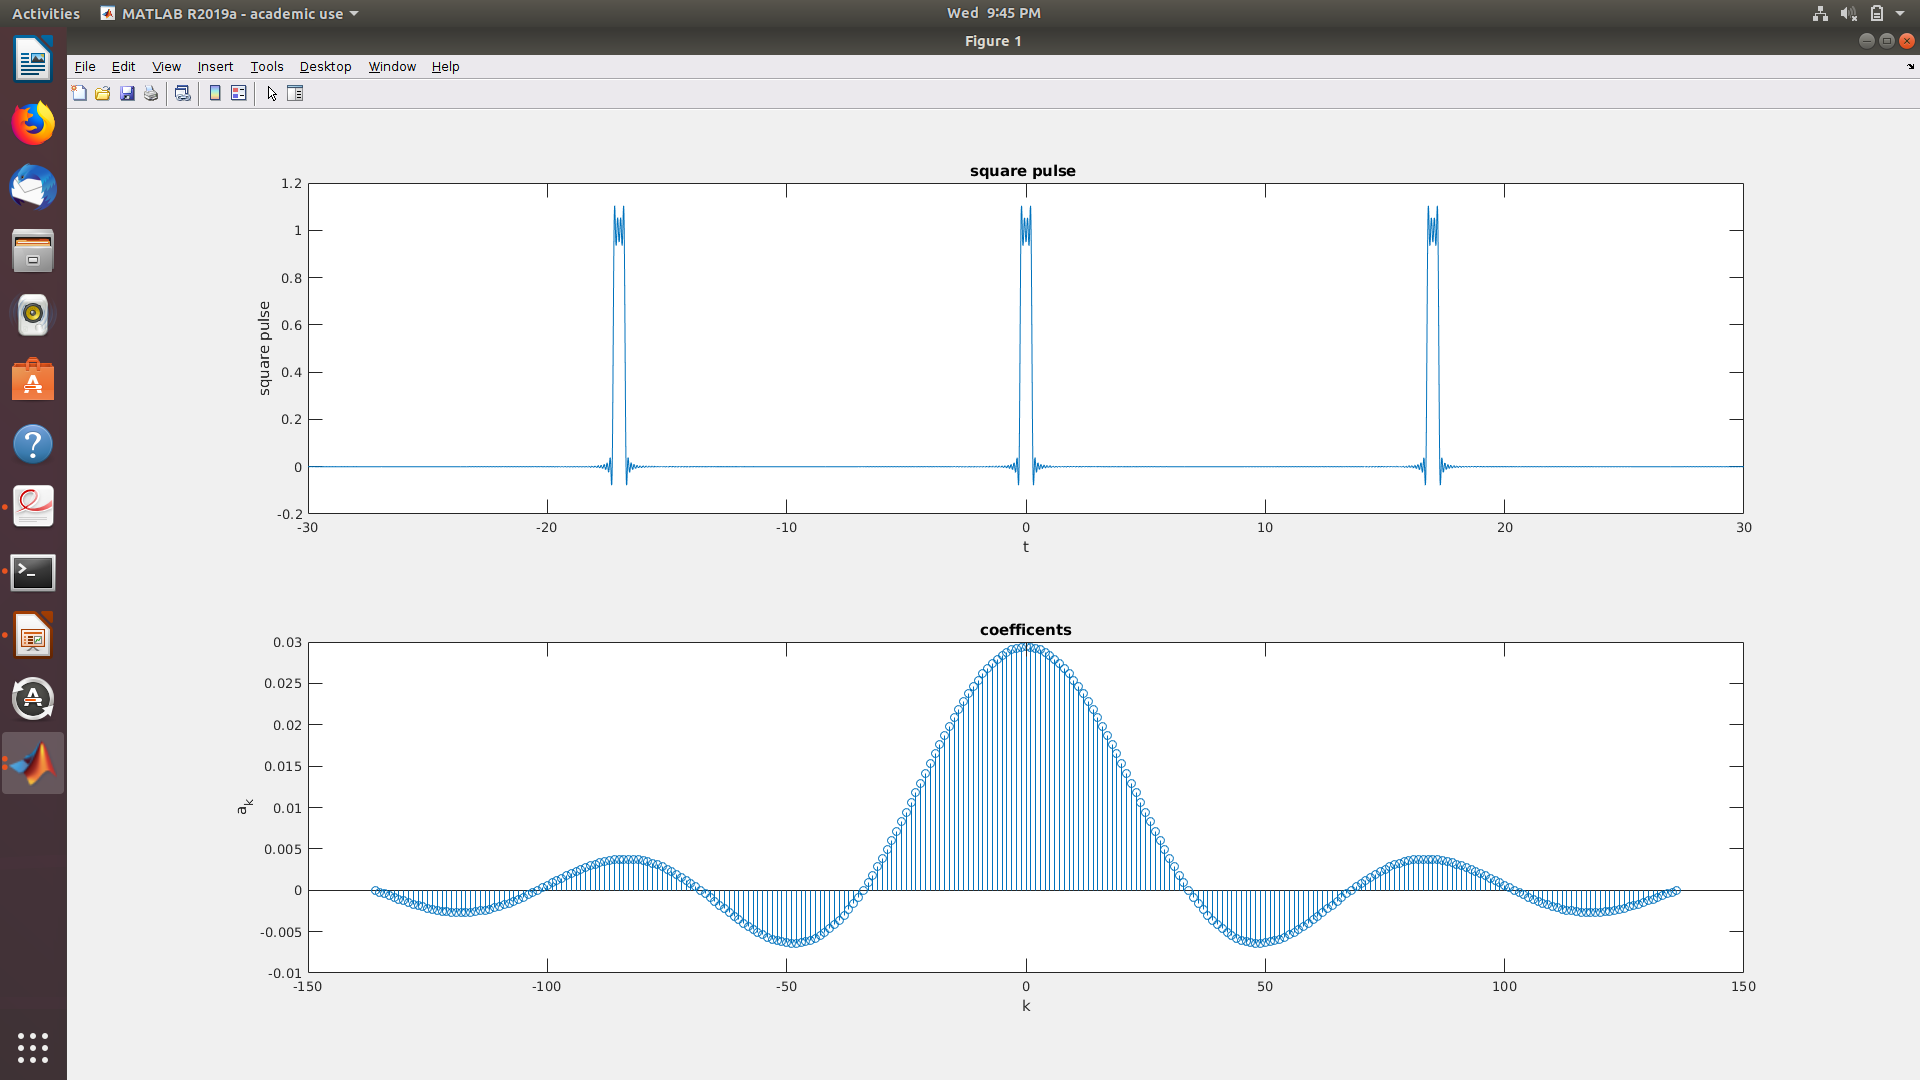 Activities MATLAB R2019a - academic use Wed 9:45 PM
Figure 1
File Edit View Insert Tools Desktop Window Help
square pulse
1.2
1
0.8
0.6
0.4
0.2
0
-0.2
square pulse
-30 -20 -10 0 10 20 30
t
coefficents
0.03
0.025
0.02
0.015
0.01
0.005
0
-0.005
-0.01
a_k
-150 -100 -50 0 50 100 150
k